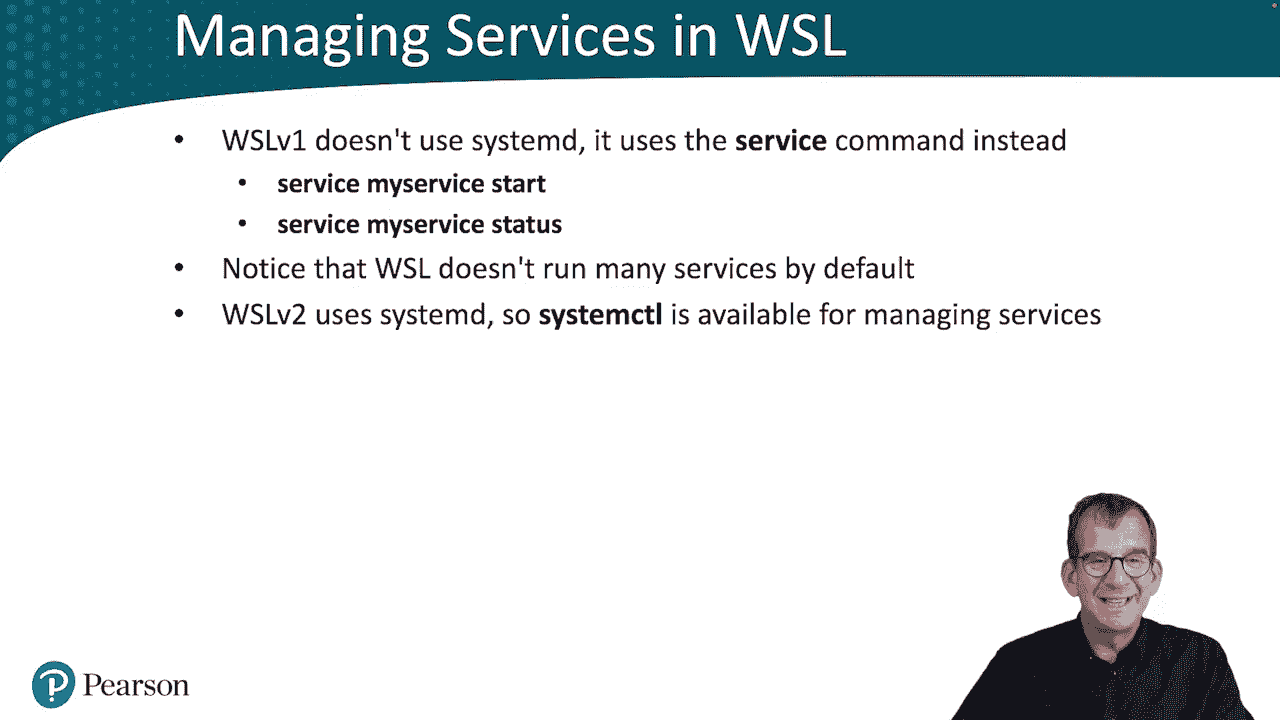 Managing Services in WSL
• WSLv1 doesn't use systemd, it uses the service command instead
• service myservice start
• service myservice status
• Notice that WSL doesn't run many services by default
• WSLv2 uses systemd, so systemctl is available for managing services
Pearson